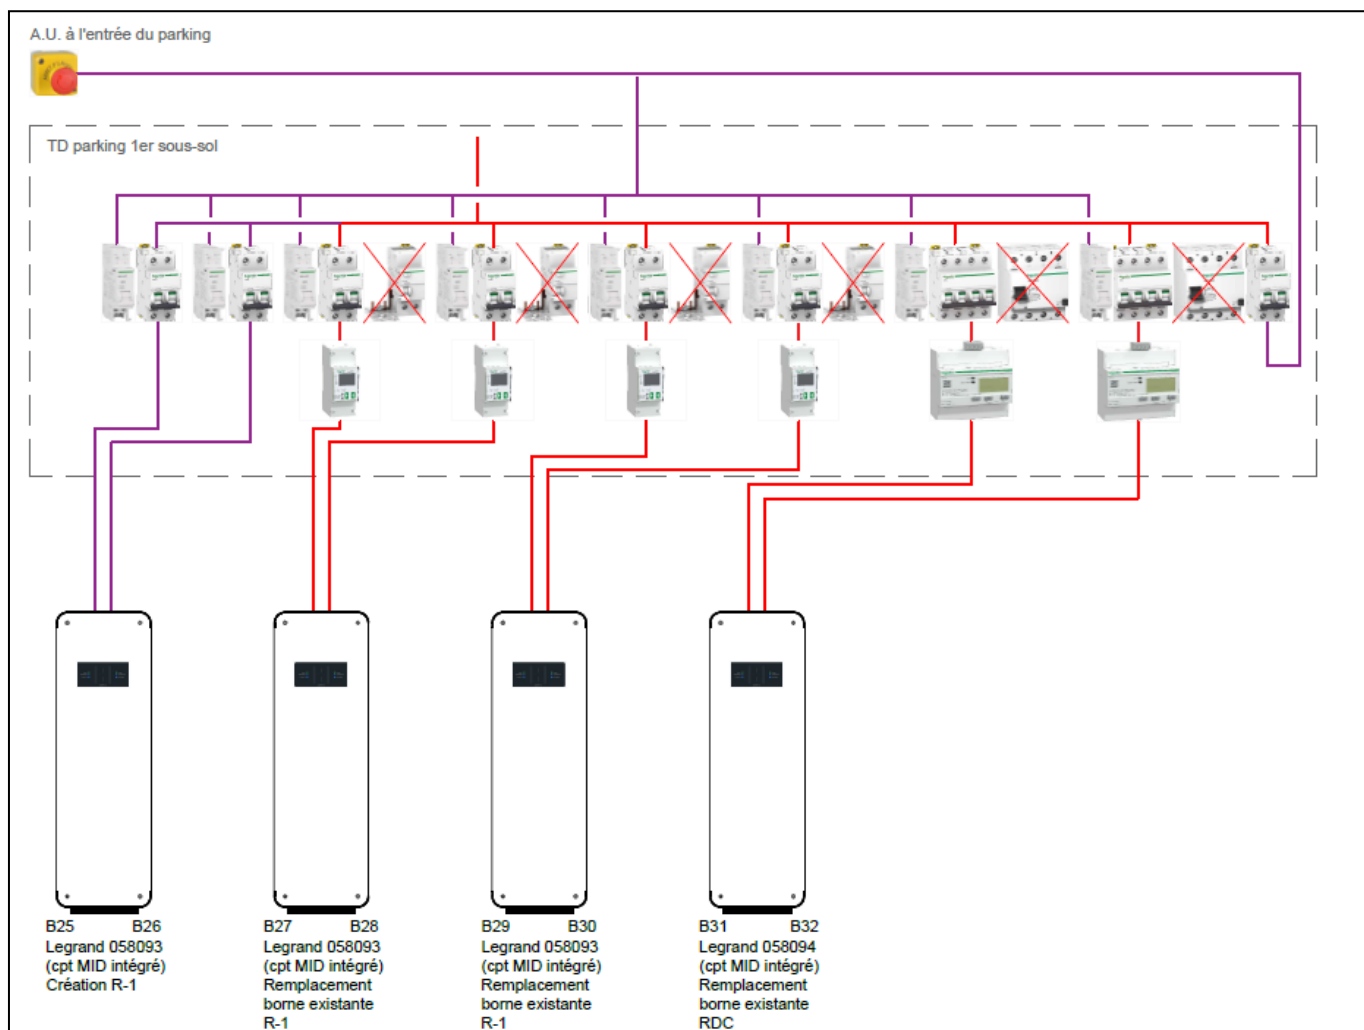 A.U. à l'entrée du parking
TD parking 1er sous-sol
B25 B26
Legrand 058093
(cpt MID intégré)
Création R-1
B27 B28
Legrand 058093
(cpt MID intégré)
Remplacement
borne existante
R-1
B29 B30
Legrand 058093
(cpt MID intégré)
Remplacement
borne existante
R-1
B31 B32
Legrand 058094
(cpt MID intégré)
Remplacement
borne existante
RDC